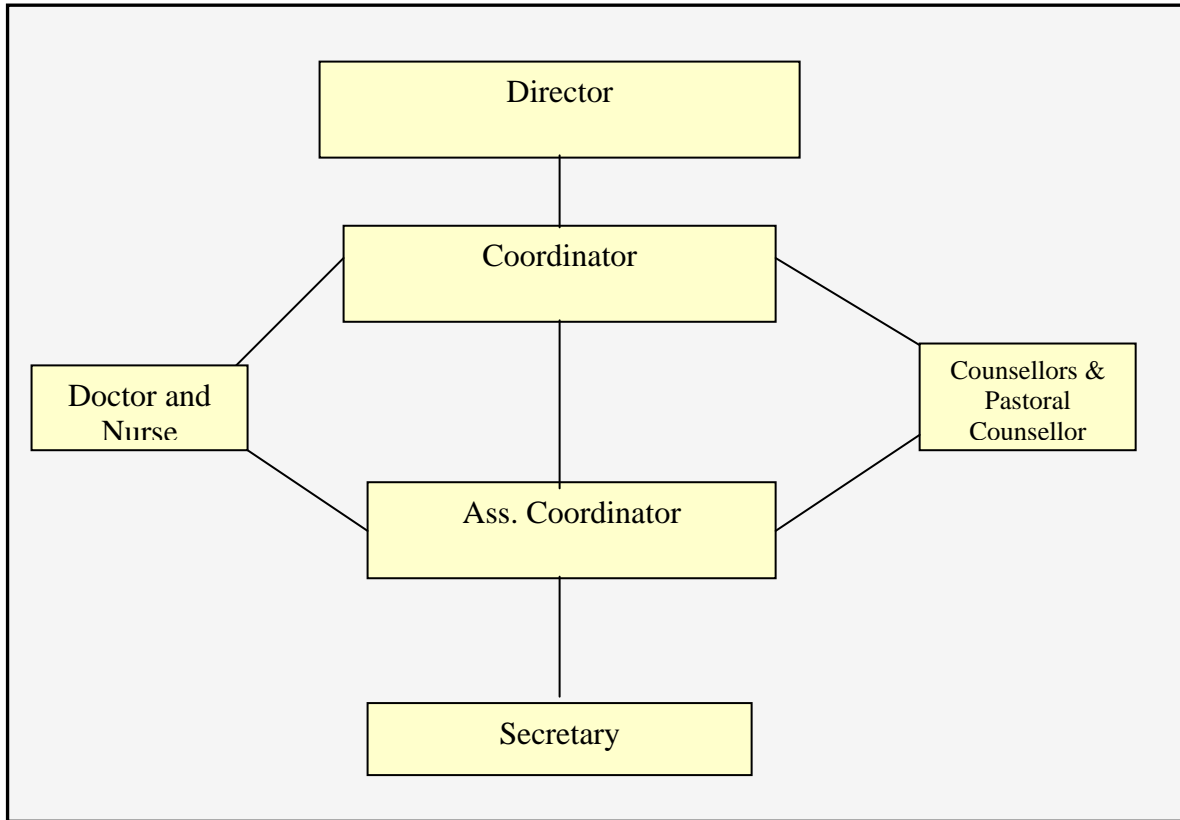 Director
Coordinator
Doctor and
Nurse
Counsellors &
Pastoral
Counsellor
Ass. Coordinator
Secretary